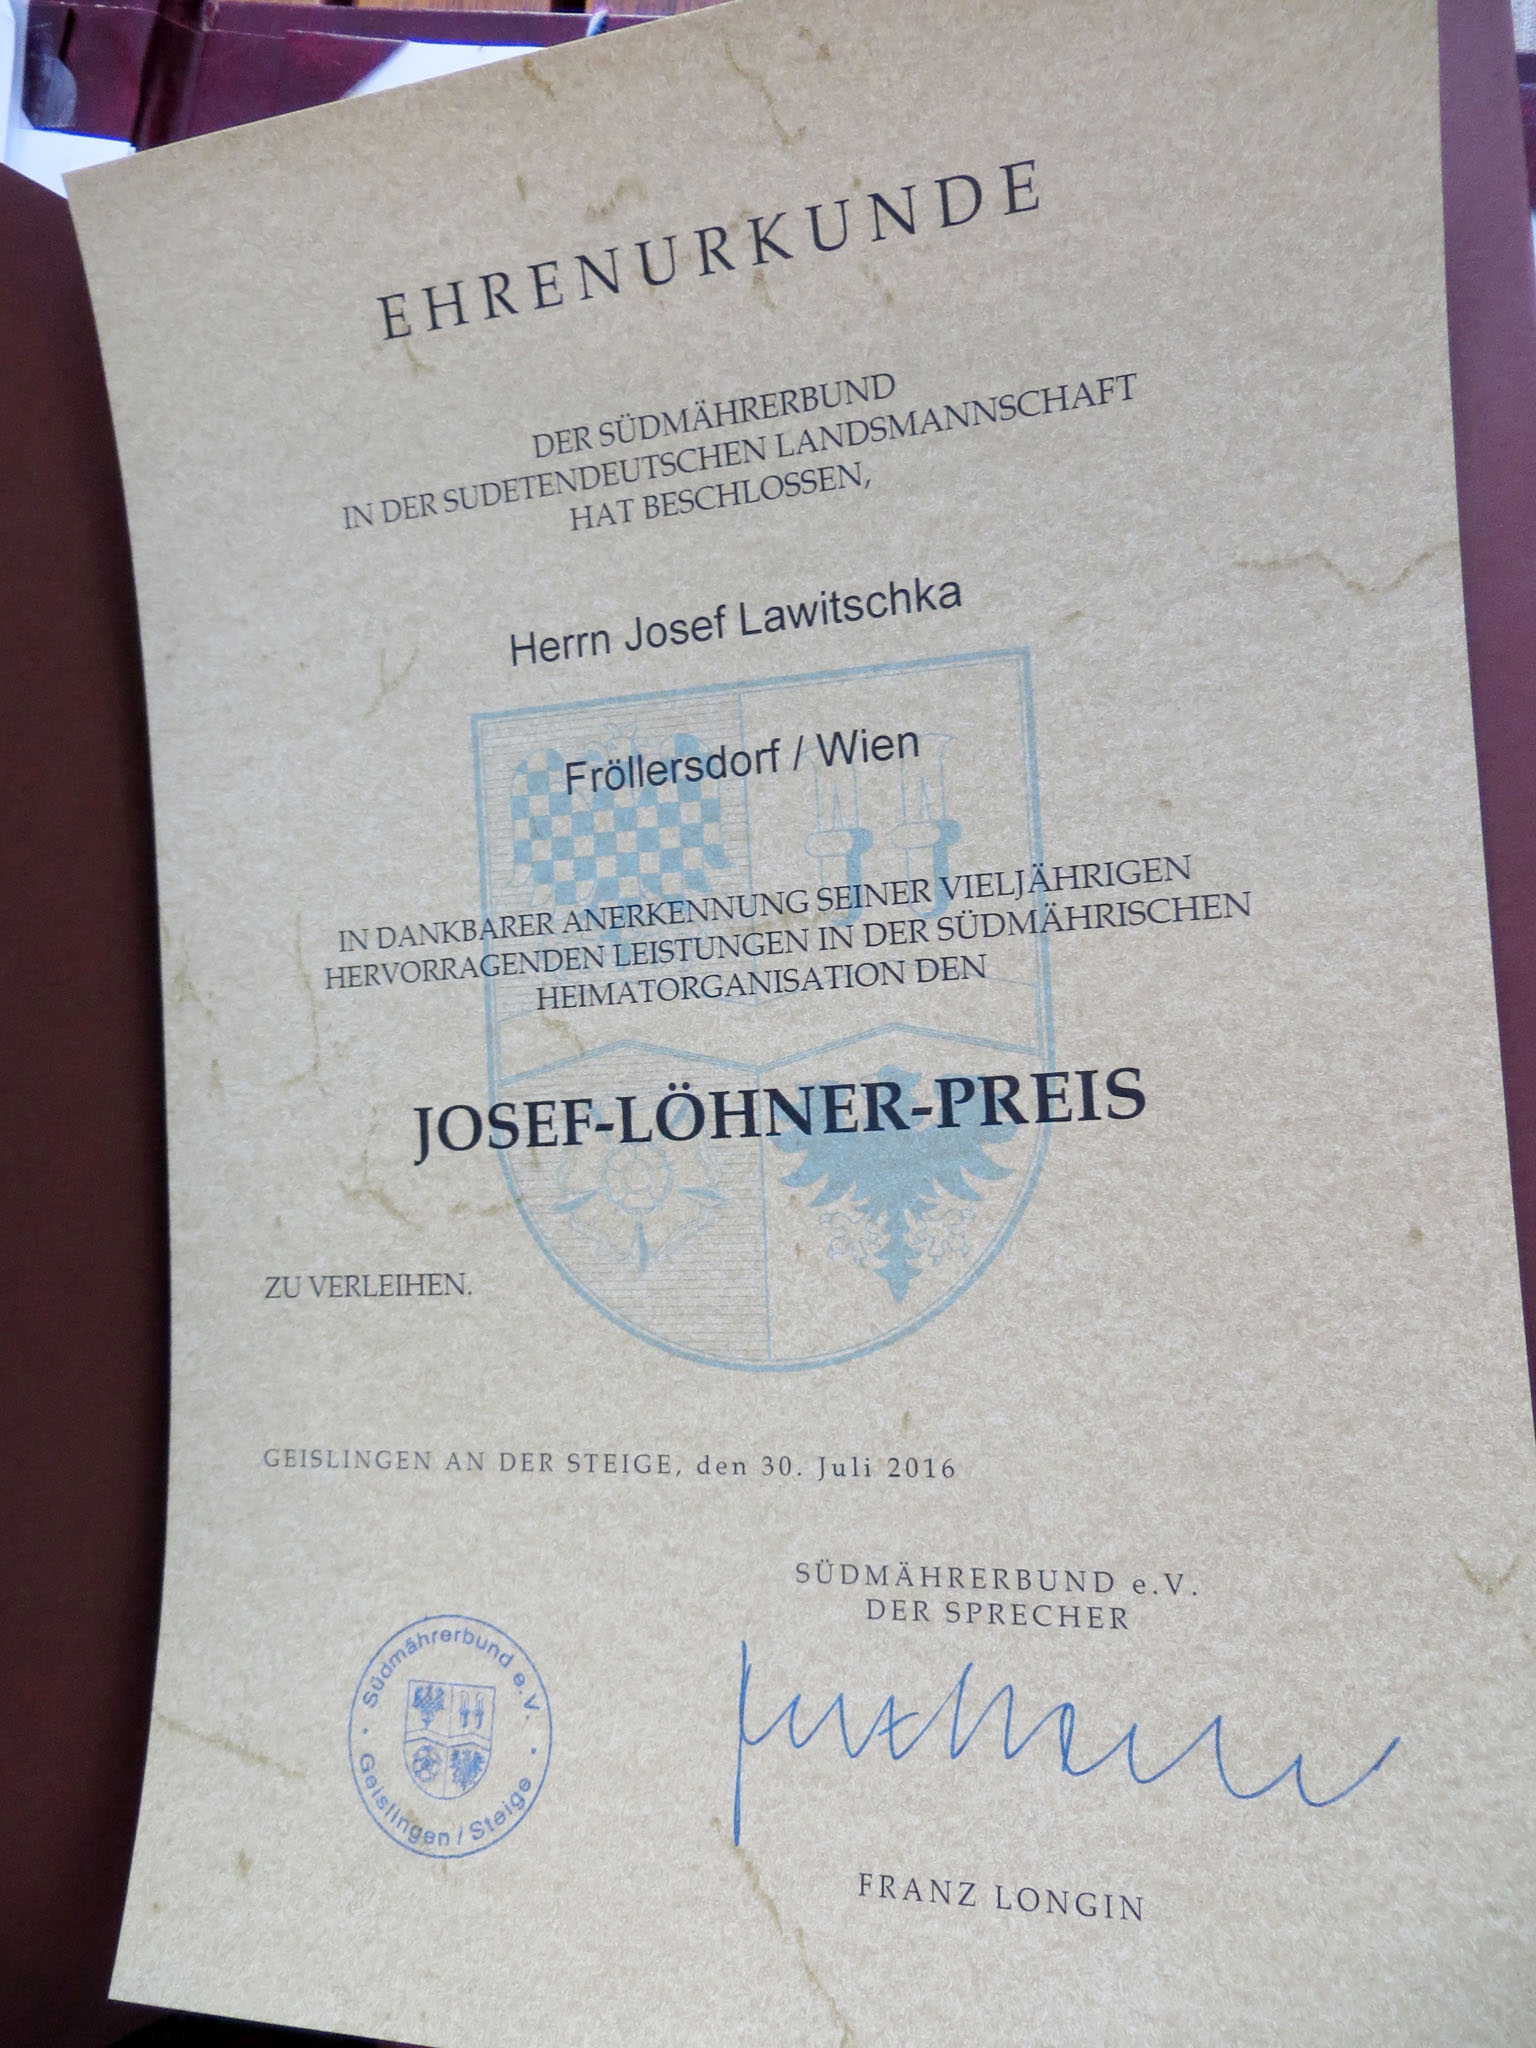 EHRENURKUNDE
DER SÜDMÄHRERBUND
IN DER SUDETENDEUTSCHEN LANDSMANNSCHAFT
HAT BESCHLOSSEN,
Herrn Josef Lawitschka
Fröllersdorf / Wien
IN DANKBARER ANERKENNUNG SEINER VIELJÄHRIGEN
HERVORRAGENDEN LEISTUNGEN IN DER SÜDMÄHRISCHEN
HEIMATORGANISATION DEN
JOSEF-LÖHNER-PREIS
ZU VERLEIHEN.
GEISLINGEN AN DER STEIGE, den 30. Juli 2016
SÜDMÄHRERBUND e.V.
DER SPRECHER
Südmährerbund e.V.
Geislingen / Steige
FRANZ LONGIN